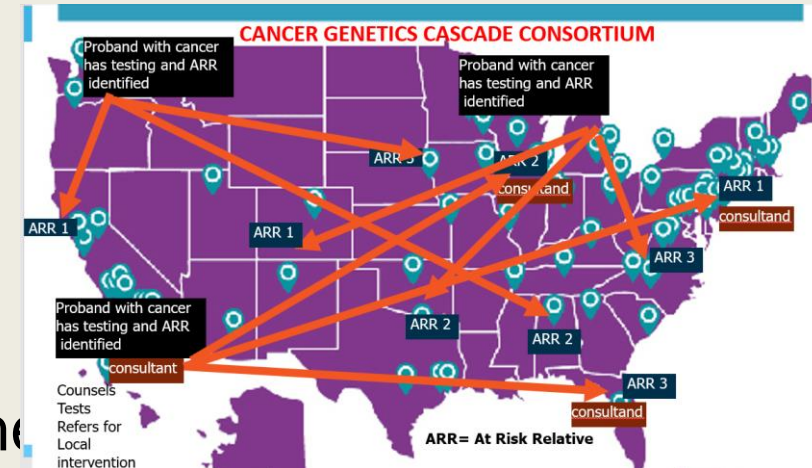 CANCER GENETICS CASCADE CONSORTIUM
Proband with cancer
has testing and ARR
identified
Proband with cancer
has testing and ARR
identified
ARR 3
ARR 2
consultand
ARR 1
consultand
ARR 1
ARR 1
ARR 3
Proband with cancer
has testing and ARR
identified
ARR 2
ARR 2
consultant
ARR 3
consultand
Counsels
Tests
Refers for
Local
intervention
ARR= At Risk Relative